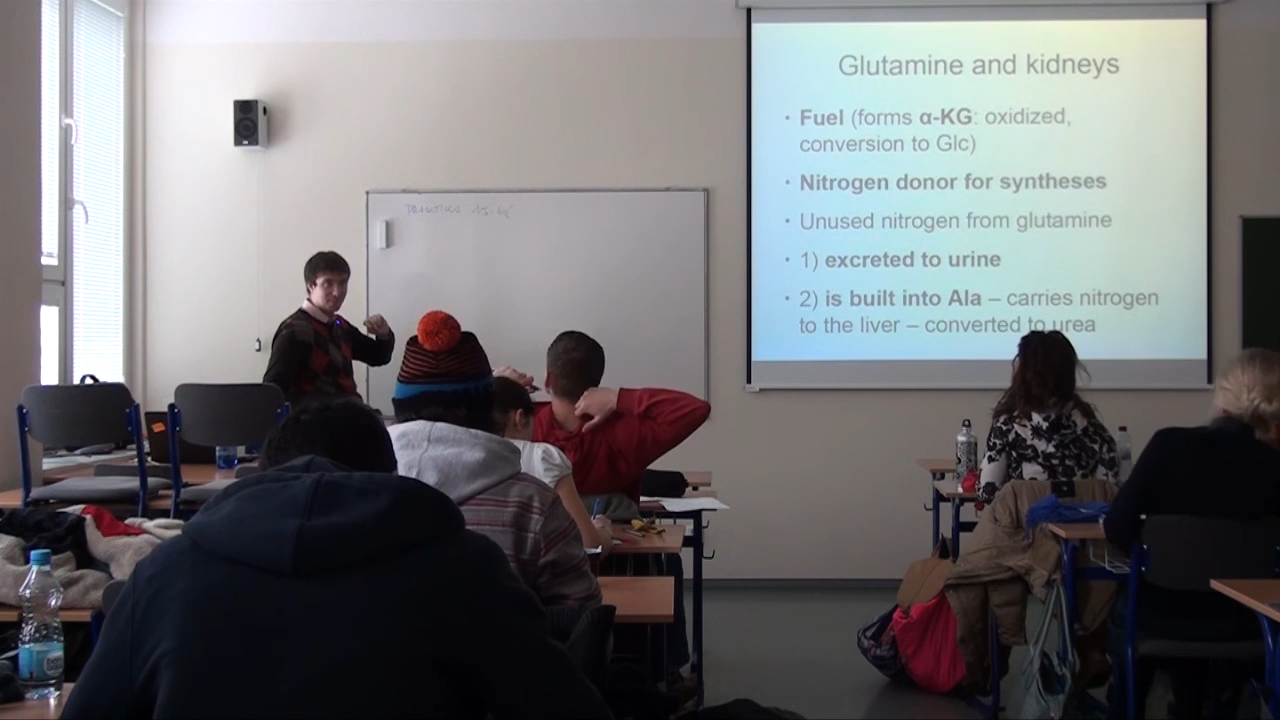 Glutamine and kidneys
· Fuel (forms α-KG: oxidized,
conversion to Glc)
· Nitrogen donor for syntheses
· Unused nitrogen from glutamine
· 1) excreted to urine
· 2) is built into Ala – carries nitrogen
to the liver – converted to urea